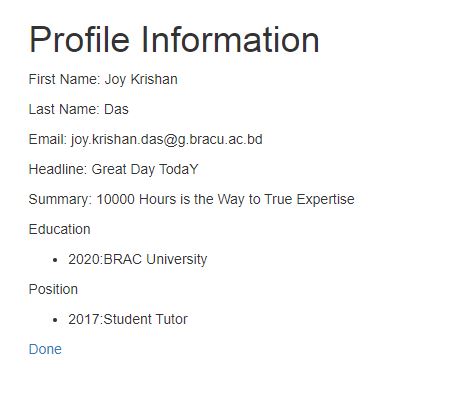 Profile Information
First Name: Joy Krishan
Last Name: Das
Email: joy.krishan.das@g.bracu.ac.bd
Headline: Great Day TodaY
Summary: 10000 Hours is the Way to True Expertise
Education
• 2020:BRAC University
Position
• 2017:Student Tutor
Done